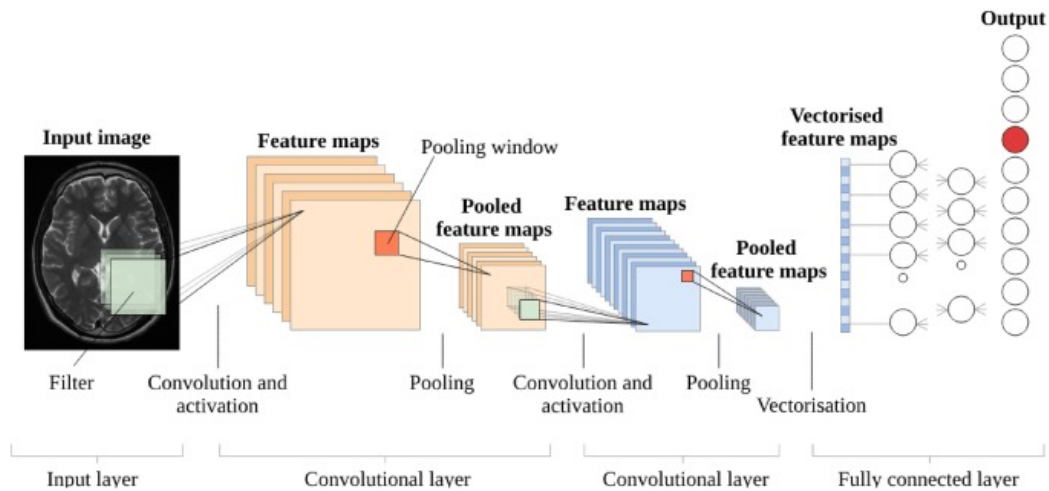 Output
Vectorised
feature maps
Input image
Feature maps
Pooling window
Pooled
feature maps
Feature maps
Pooled
feature maps
Filter
Convolution and
activation
Pooling
Convolution and
activation
Pooling
Vectorisation
Input layer
Convolutional layer
Convolutional layer
Fully connected layer